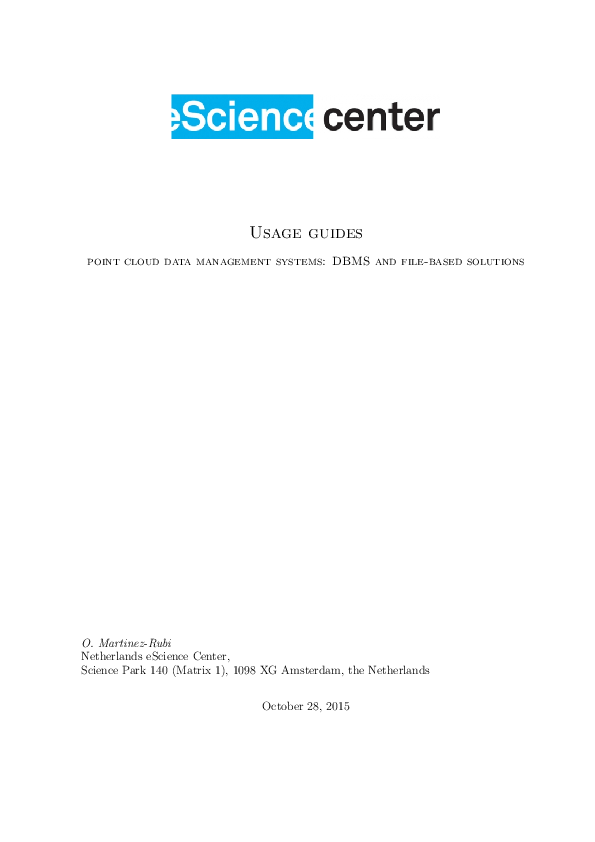 eScience center
Usage guides
point cloud data management systems: DBMS and file-based solutions
O. Martinez-Rubi
Netherlands eScience Center,
Science Park 140 (Matrix 1), 1098 XG Amsterdam, the Netherlands
October 28, 2015